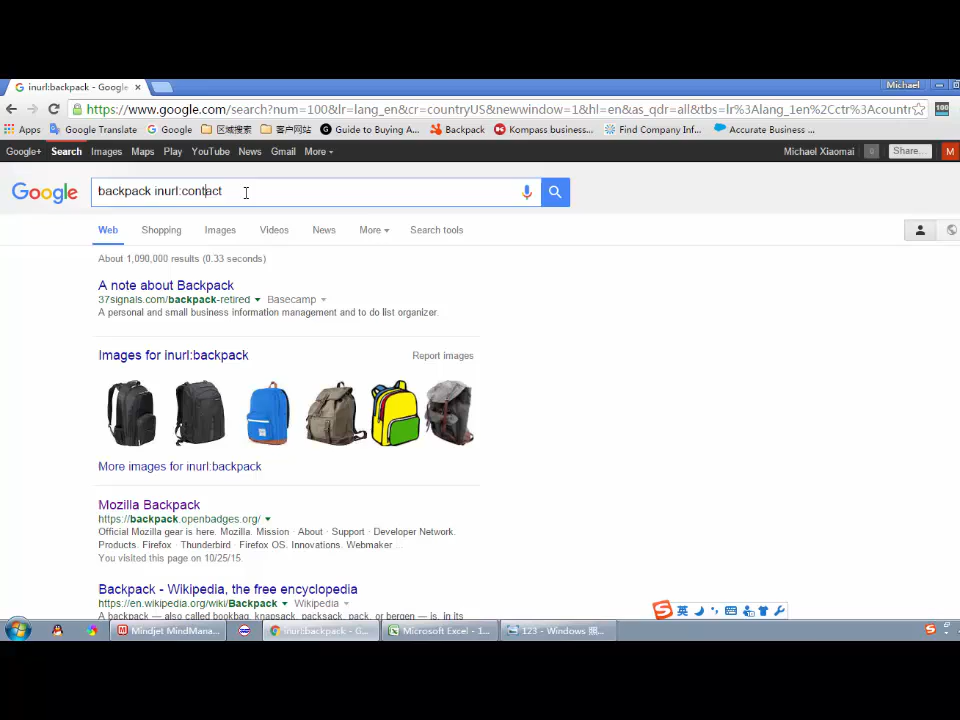 inurl:backpack - Google
Michael
https://www.google.com/search?num=100&lr=lang_en&cr=countryUS&newwindow=1&hl=en&as_qdr=all&tbs=lr%3Alang_1en%2Cctr%3Acountr
100
Apps Google Translate Google 区域搜索 客户网站 Guide to Buying A... Backpack Kompass business... Find Company Inf... Accurate Business ...
Google+ Search Images Maps Play YouTube News Gmail More Michael Xiaomai 0 Share... M
Google backpack inurl:contact
Web Shopping Images Videos News More Search tools
About 1,090,000 results (0.33 seconds)
A note about Backpack
37signals.com/backpack-retired Basecamp
A personal and small business information management and to do list organizer.
Images for inurl:backpack Report images
More images for inurl:backpack
Mozilla Backpack
https://backpack.openbadges.org/
Official Mozilla gear is here. Mozilla. Mission · About · Support · Developer Network.
Products. Firefox · Thunderbird · Firefox OS. Innovations. Webmaker ...
You visited this page on 10/25/15.
Backpack - Wikipedia, the free encyclopedia
https://en.wikipedia.org/wiki/Backpack Wikipedia
A backpack — also called bookbag, knapsack, packsack, pack, or bergen — is, in its
英
Mindjet MindMana... inurl:backpack - G... Microsoft Excel - 1... 123 - Windows 照...